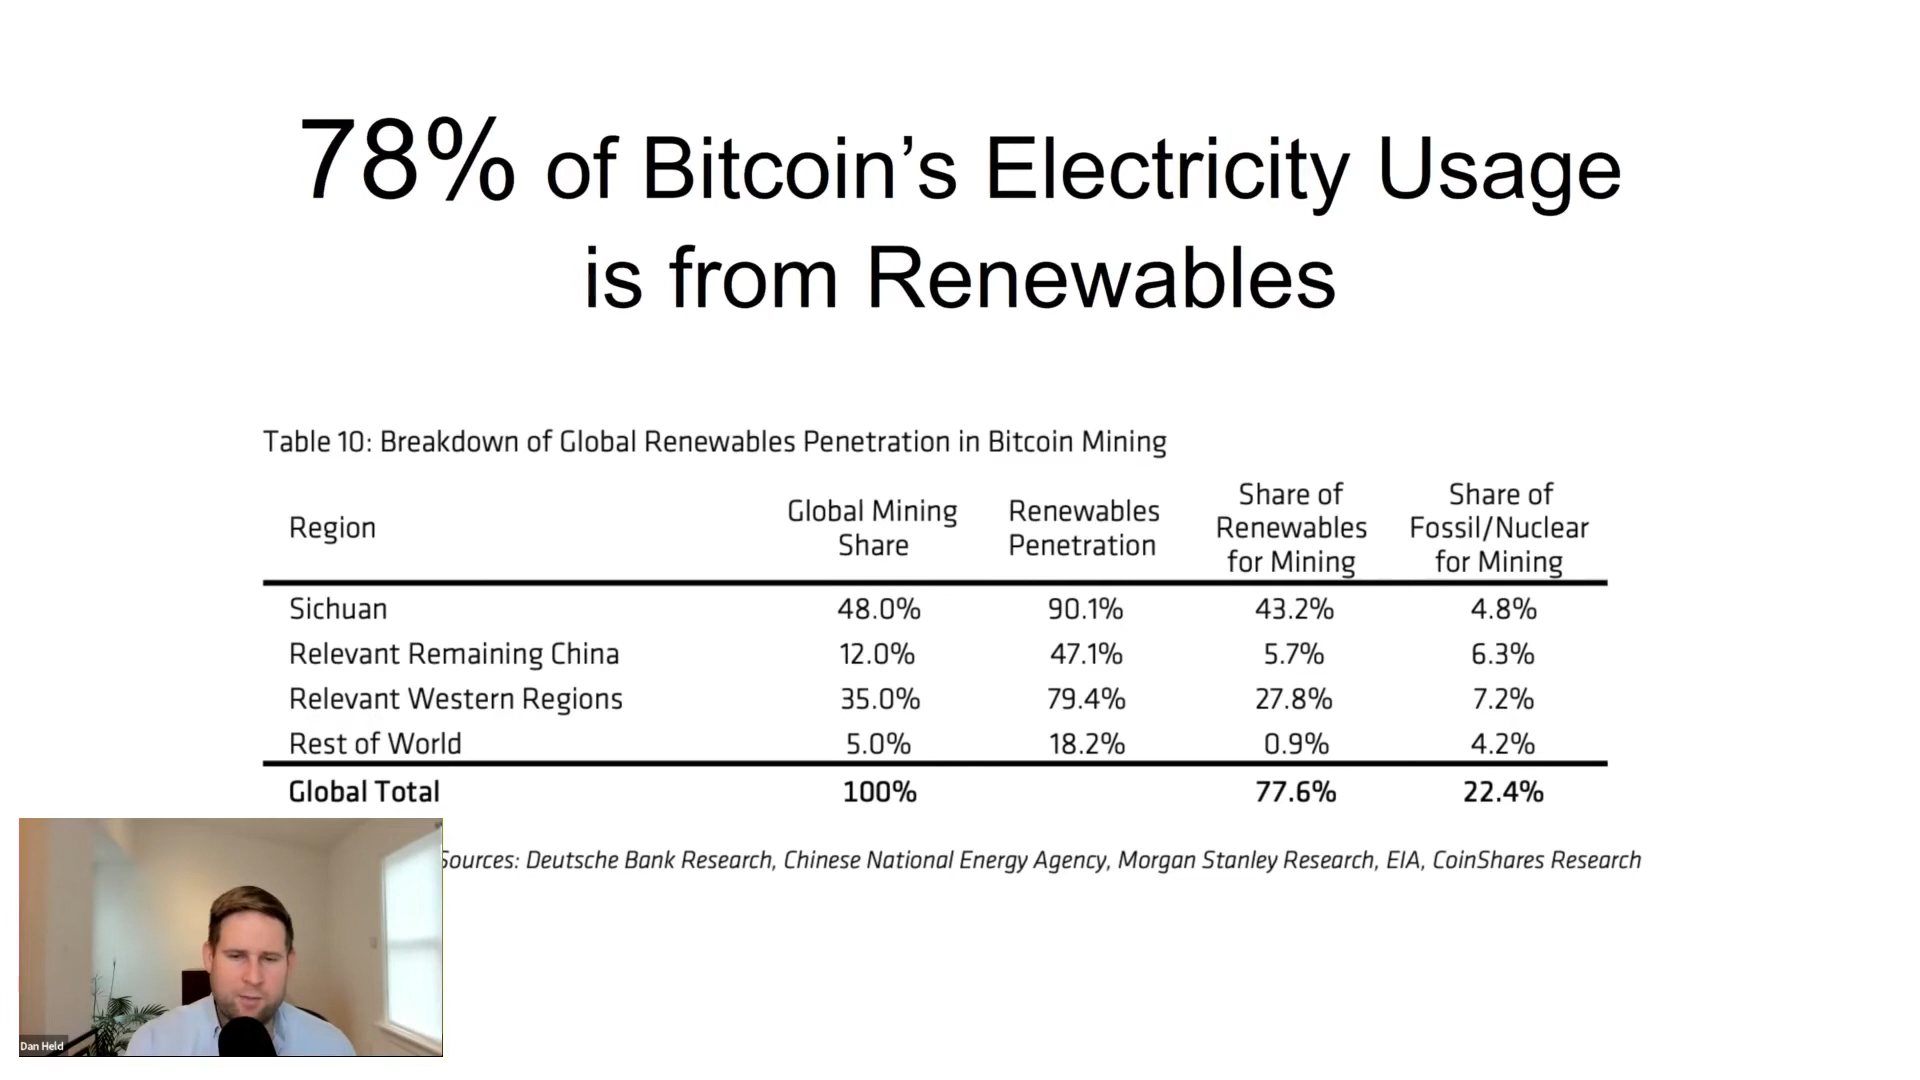 78% of Bitcoin’s Electricity Usage
is from Renewables
Table 10: Breakdown of Global Renewables Penetration in Bitcoin Mining
Region Global Mining Share Renewables Penetration Share of Renewables for Mining Share of Fossil/Nuclear for Mining
Sichuan 48.0% 90.1% 43.2% 4.8%
Relevant Remaining China 12.0% 47.1% 5.7% 6.3%
Relevant Western Regions 35.0% 79.4% 27.8% 7.2%
Rest of World 5.0% 18.2% 0.9% 4.2%
Global Total 100% 77.6% 22.4%
Sources: Deutsche Bank Research, Chinese National Energy Agency, Morgan Stanley Research, EIA, CoinShares Research
Dan Held